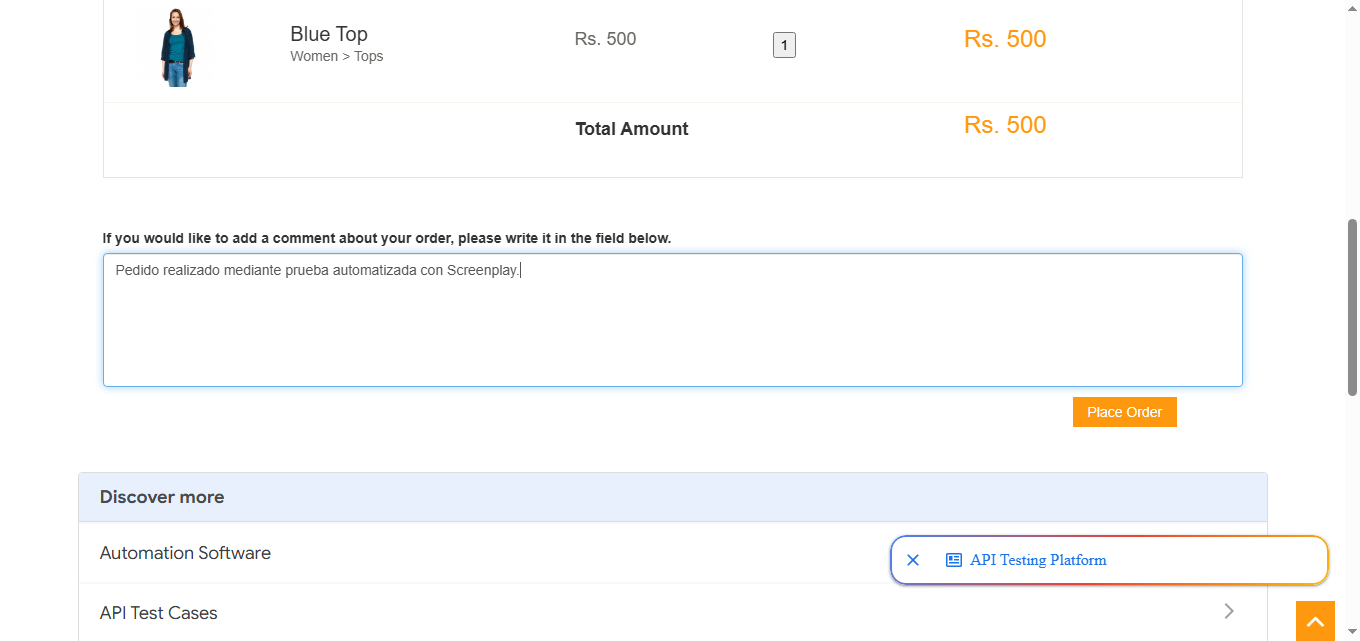 Blue Top
Women > Tops
Rs. 500
1
Rs. 500
Total Amount
Rs. 500
If you would like to add a comment about your order, please write it in the field below.
Pedido realizado mediante prueba automatizada con Screenplay.
Place Order
Discover more
Automation Software
API Testing Platform
API Test Cases